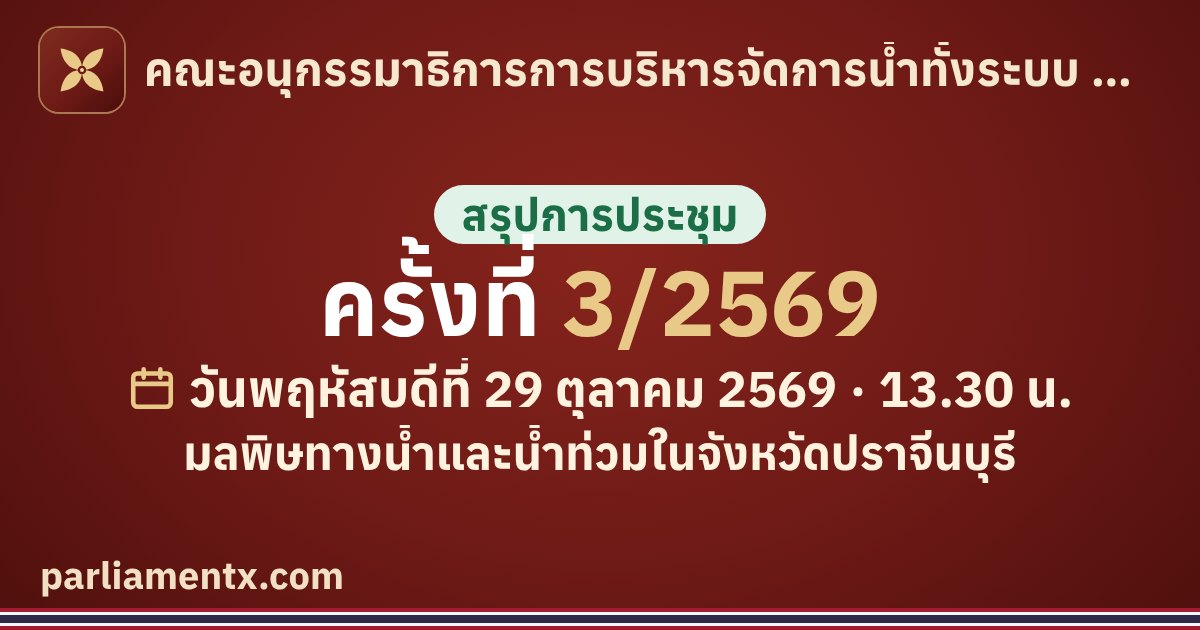 คณะอนุกรรมาธิการการบริหารจัดการน้ำทั้งระบบ ...
สรุปการประชุม
ครั้งที่ 3/2569
วันพฤหัสบดีที่ 29 ตุลาคม 2569 · 13.30 น.
มลพิษทางน้ำและน้ำท่วมในจังหวัดปราจีนบุรี
parliamentx.com